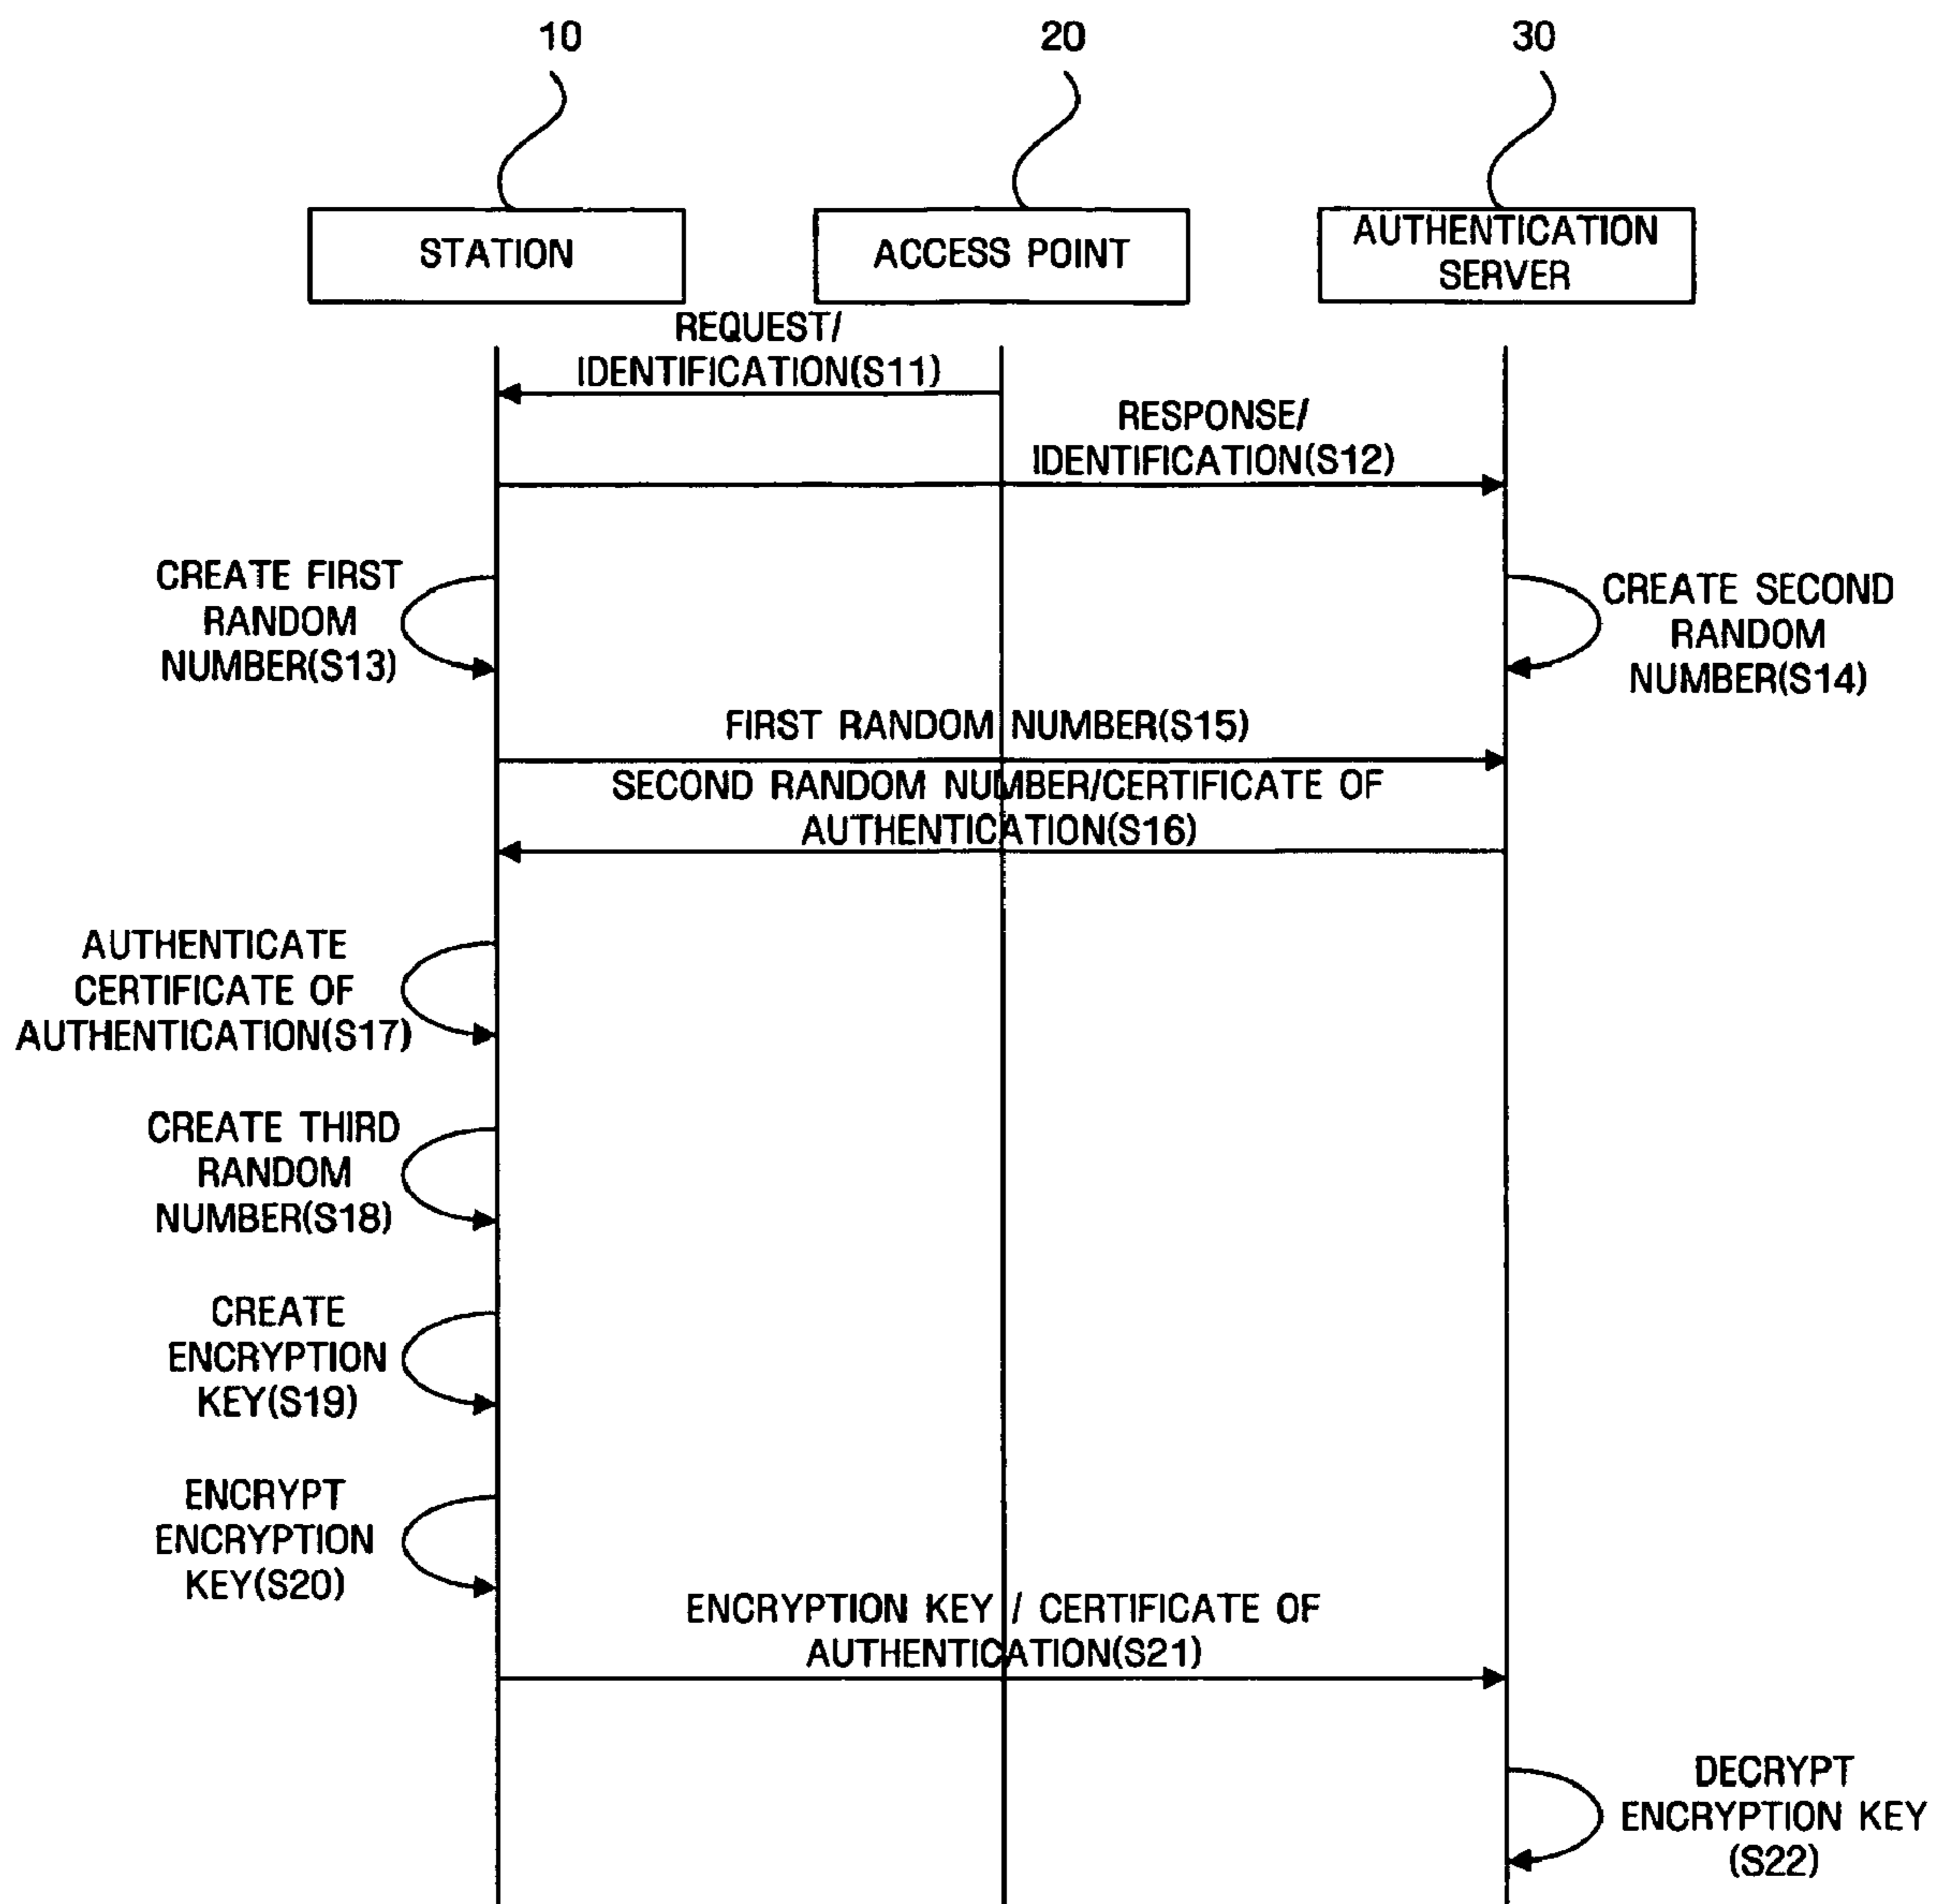 10
20
30
STATION
ACCESS POINT
AUTHENTICATION
SERVER
REQUEST/
IDENTIFICATION(S11)
RESPONSE/
IDENTIFICATION(S12)
CREATE FIRST
RANDOM
NUMBER(S13)
CREATE SECOND
RANDOM
NUMBER(S14)
FIRST RANDOM NUMBER(S15)
SECOND RANDOM NUMBER/CERTIFICATE OF
AUTHENTICATION(S16)
AUTHENTICATE
CERTIFICATE OF
AUTHENTICATION(S17)
CREATE THIRD
RANDOM
NUMBER(S18)
CREATE
ENCRYPTION
KEY(S19)
ENCRYPT
ENCRYPTION
KEY(S20)
ENCRYPTION KEY / CERTIFICATE OF
AUTHENTICATION(S21)
DECRYPT
ENCRYPTION KEY
(S22)